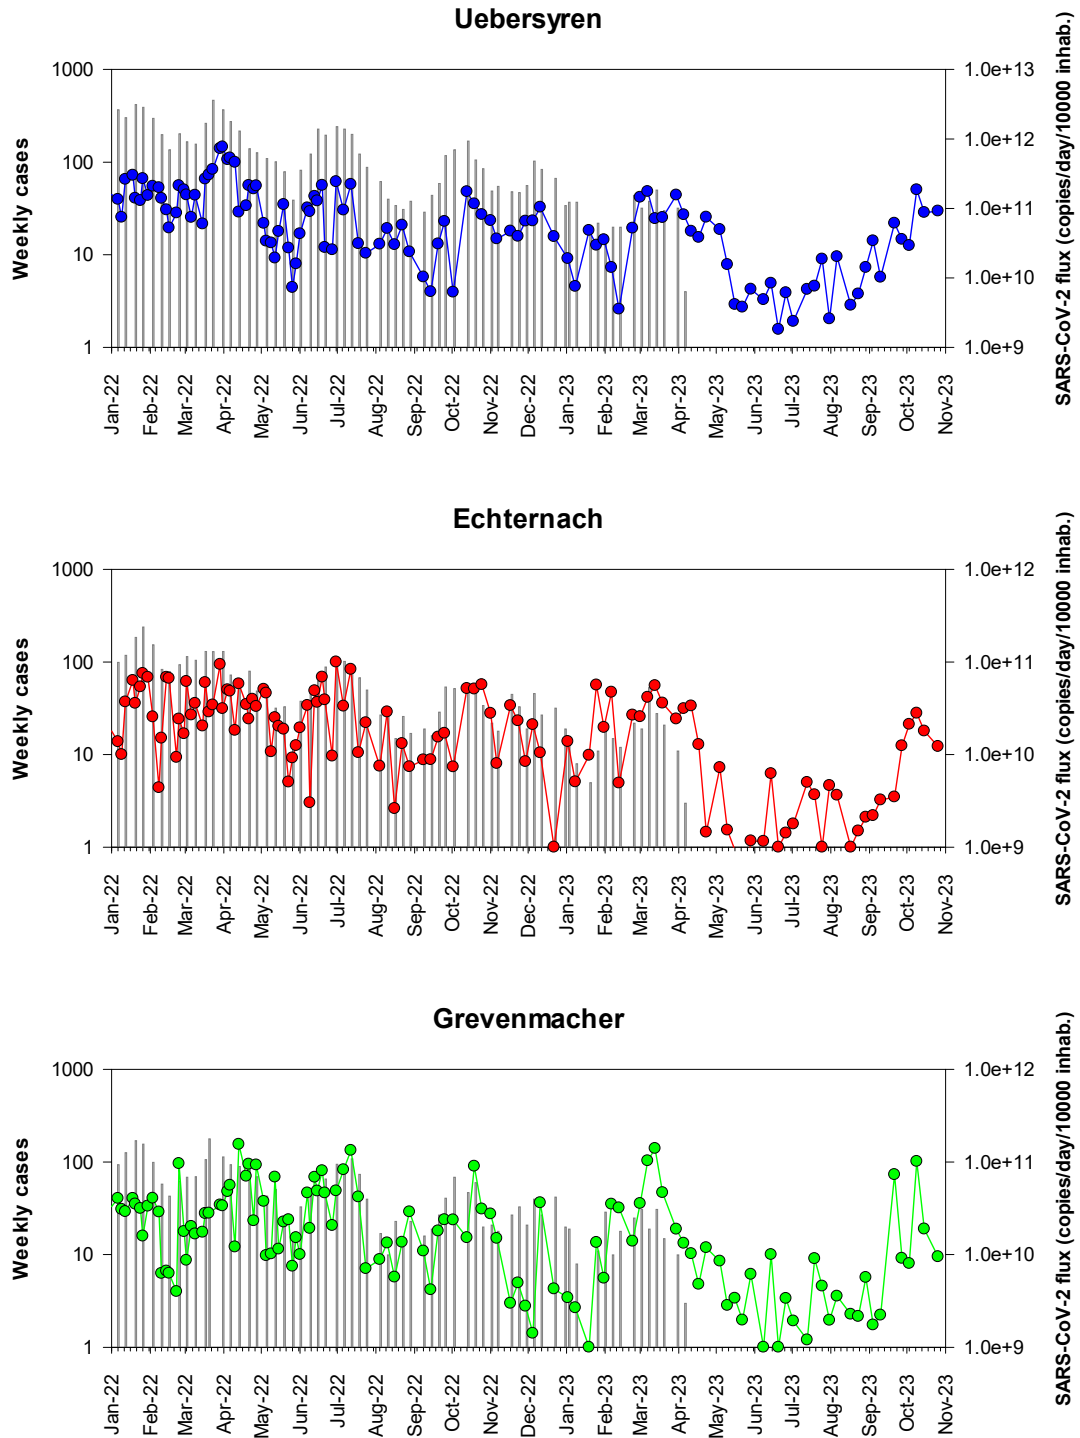 Uebersyren
Weekly cases
1000
100
10
1
1.0e+13
1.0e+12
1.0e+11
1.0e+10
1.0e+9
SARS-CoV-2 flux (copies/day/10000 inhab.)
Jan-22
Feb-22
Mar-22
Apr-22
May-22
Jun-22
Jul-22
Aug-22
Sep-22
Oct-22
Nov-22
Dec-22
Jan-23
Feb-23
Mar-23
Apr-23
May-23
Jun-23
Jul-23
Aug-23
Sep-23
Oct-23
Nov-23
Echternach
Weekly cases
1000
100
10
1
1.0e+12
1.0e+11
1.0e+10
1.0e+9
SARS-CoV-2 flux (copies/day/10000 inhab.)
Jan-22
Feb-22
Mar-22
Apr-22
May-22
Jun-22
Jul-22
Aug-22
Sep-22
Oct-22
Nov-22
Dec-22
Jan-23
Feb-23
Mar-23
Apr-23
May-23
Jun-23
Jul-23
Aug-23
Sep-23
Oct-23
Nov-23
Grevenmacher
Weekly cases
1000
100
10
1
1.0e+12
1.0e+11
1.0e+10
1.0e+9
SARS-CoV-2 flux (copies/day/10000 inhab.)
Jan-22
Feb-22
Mar-22
Apr-22
May-22
Jun-22
Jul-22
Aug-22
Sep-22
Oct-22
Nov-22
Dec-22
Jan-23
Feb-23
Mar-23
Apr-23
May-23
Jun-23
Jul-23
Aug-23
Sep-23
Oct-23
Nov-23